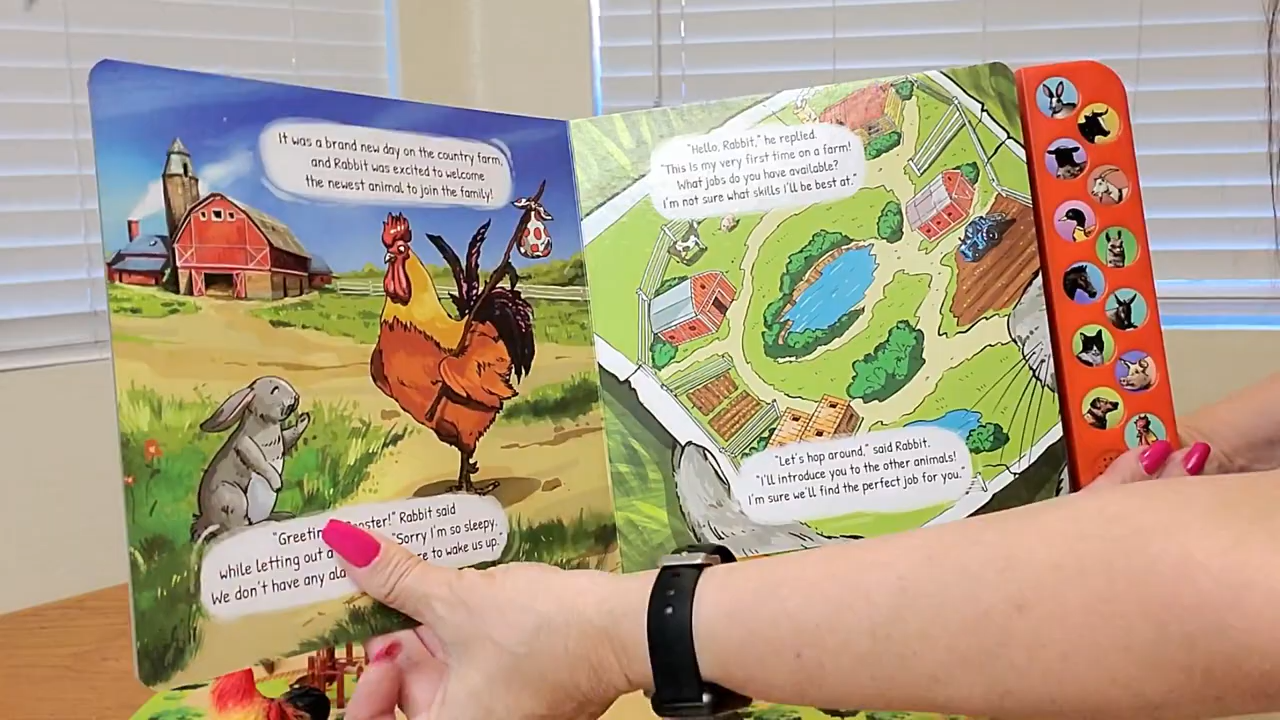 It was a brand new day on the country farm,
and Rabbit was excited to welcome
the newest animal to join the family!
"Greetin ooster!" Rabbit said
while letting out a "Sorry I'm so sleepy.
We don't have any ala re to wake us up."
"Hello, Rabbit," he replied.
"This is my very first time on a farm!
What jobs do you have available?
I'm not sure what skills I'll be best at."
"Let's hop around," said Rabbit.
"I'll introduce you to the other animals!
I'm sure we'll find the perfect job for you."